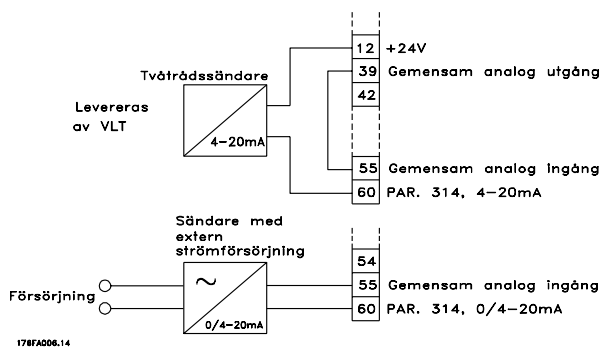 12 +24V
Tvåtrådssändare
39 Gemensam analog utgång
42
Levereras
av VLT
4-20mA
55 Gemensam analog ingång
60 PAR. 314, 4-20mA
Sändare med
extern
strömförsörjning
54
~
55 Gemensam analog ingång
Försörjning
60 PAR. 314, 0/4-20mA
0/4-20mA
176FA006.14